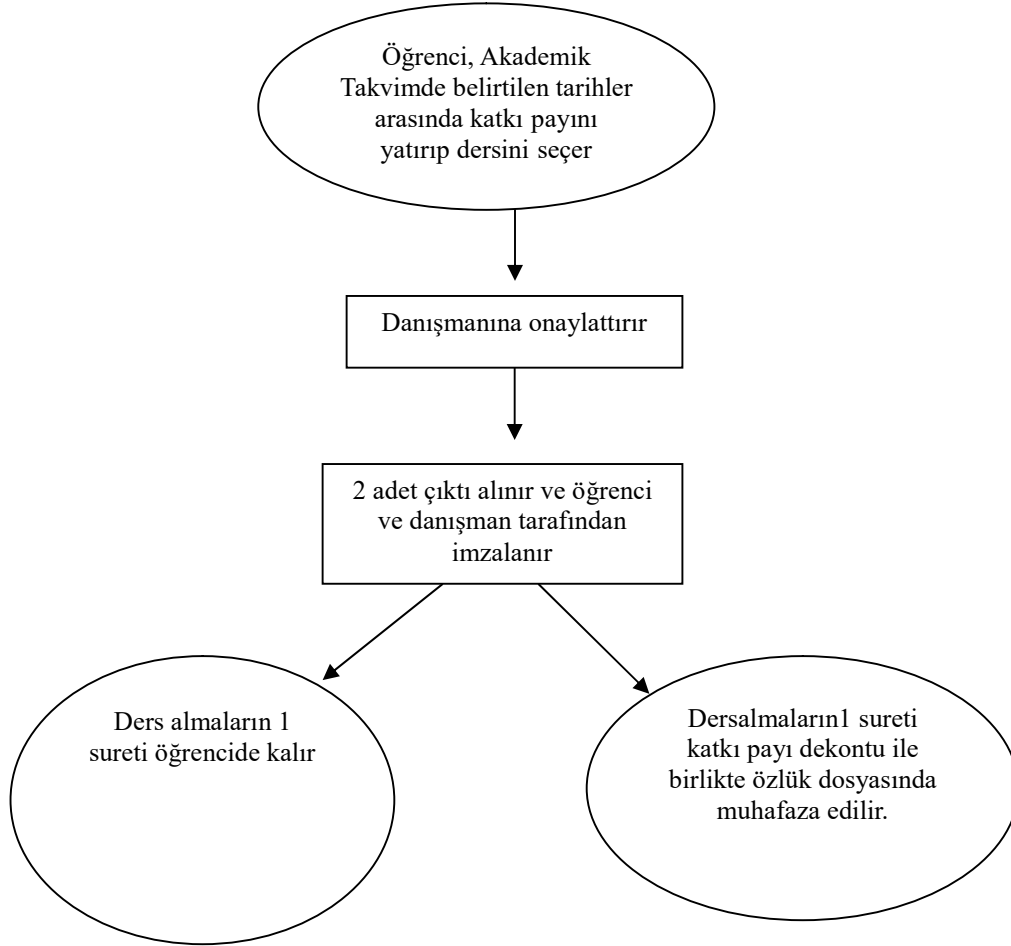 Öğrenci, Akademik
Takvimde belirtilen tarihler
arasında katkı payını
yatırıp dersini seçer
Danışmanına onaylattırır
2 adet çıktı alınır ve öğrenci
ve danışman tarafından
imzalanır
Ders almaların 1
sureti öğrencide kalır
Dersalmaların1 sureti
katkı payı dekontu ile
birlikte özlük dosyasında
muhafaza edilir.